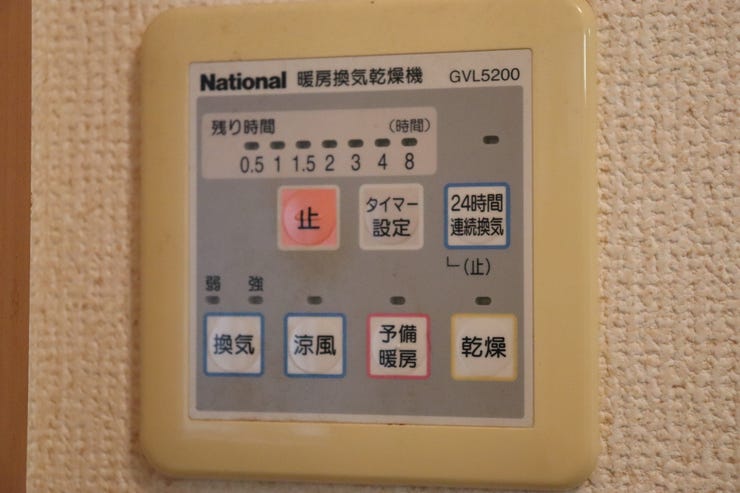 National 暖房換気乾燥機 GVL5200
残り時間 (時間)
0.5 1 1.5 2 3 4 8
止
タイマー
設定
24時間
連続換気
(止)
弱 強
換気
涼風
予備
暖房
乾燥